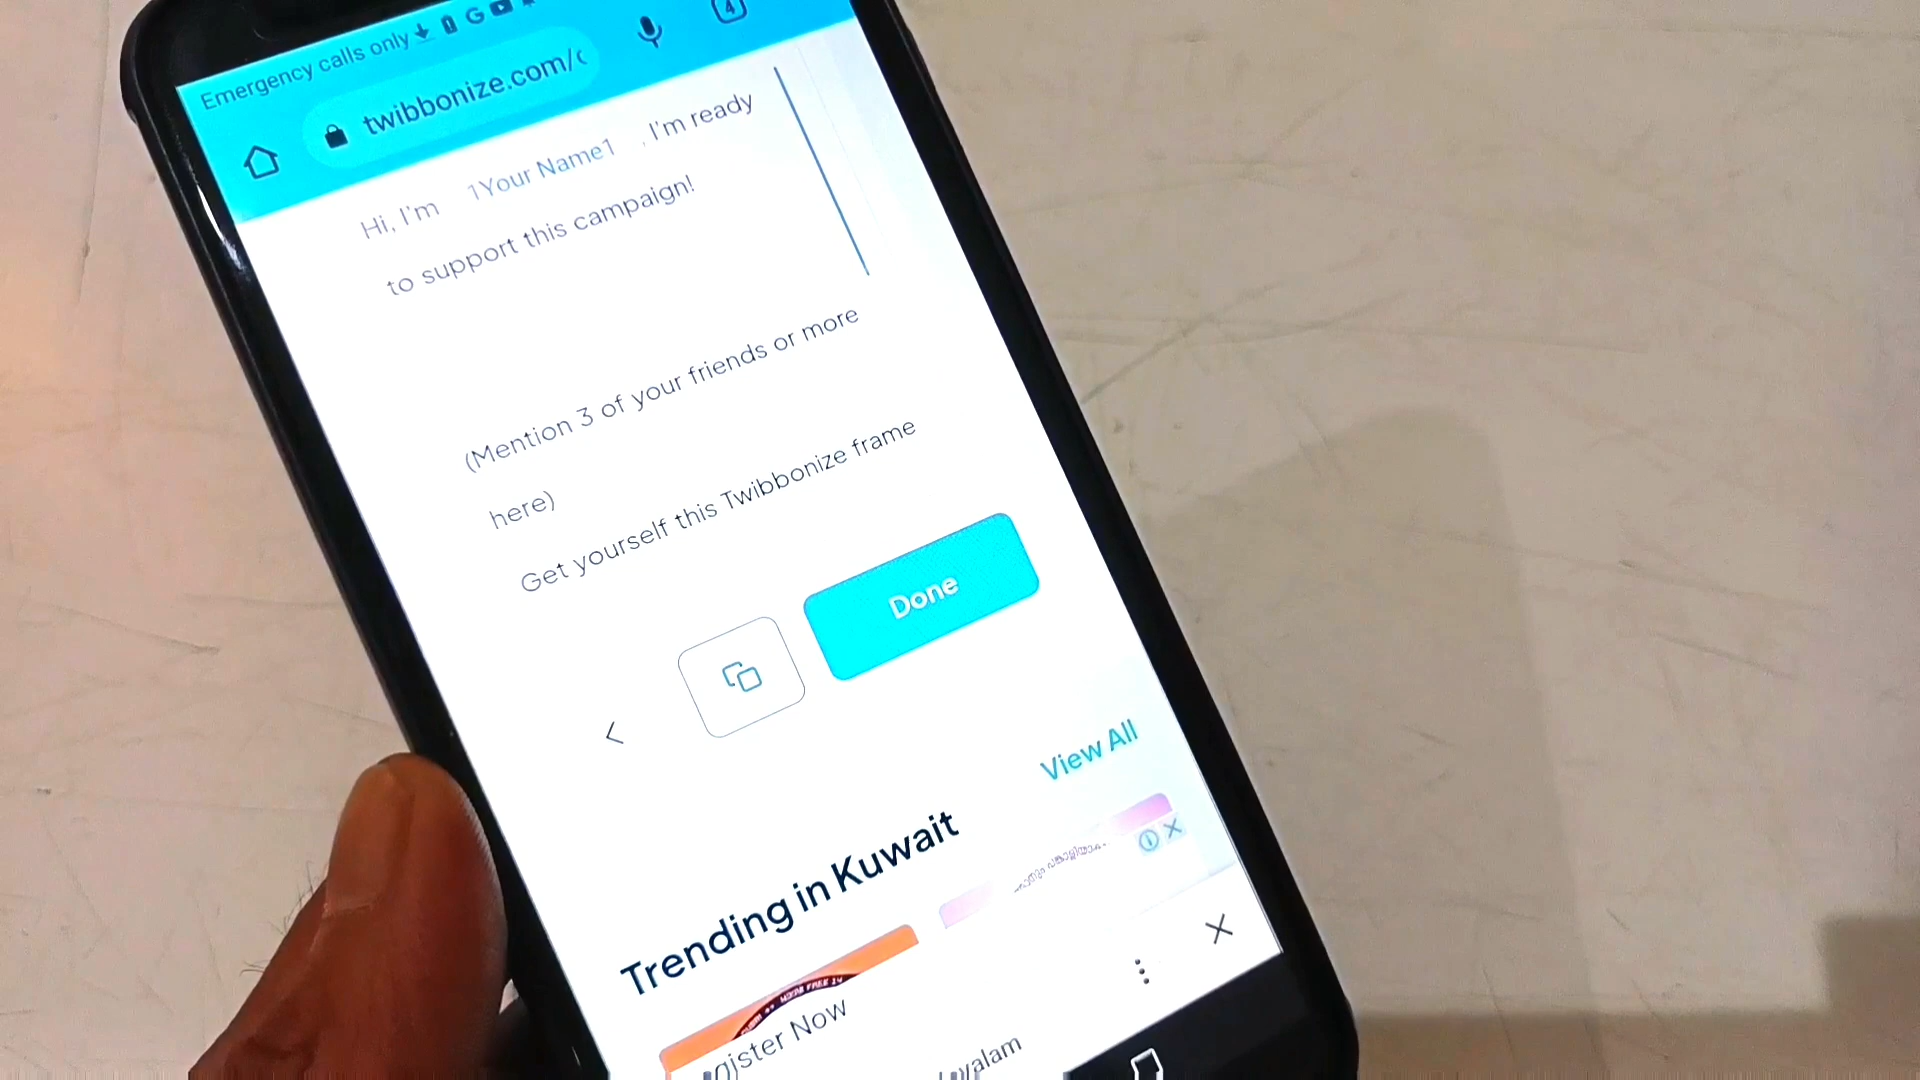 Emergency calls only
twibbonize.com/c
4
Hi, I'm 1Your Name1 , I'm ready
to support this campaign!
(Mention 3 of your friends or more
here)
Get yourself this Twibbonize frame
Done
View All
Trending in Kuwait
Now